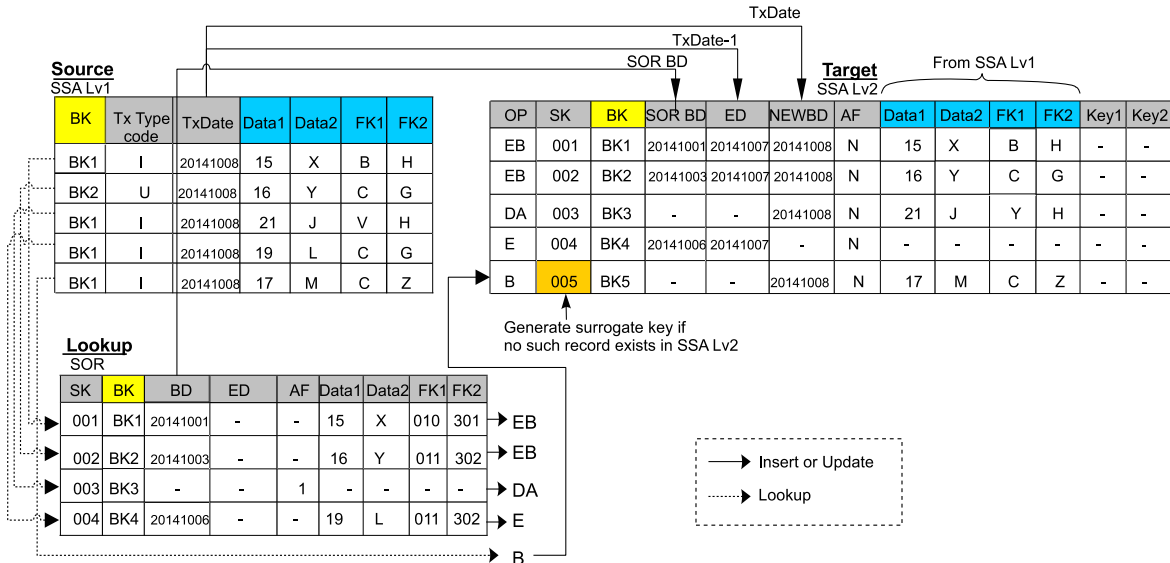 TxDate
TxDate-1
SOR BD
Source
SSA Lv1
BK Tx Type code TxDate Data1 Data2 FK1 FK2
BK1 I 20141008 15 X B H
BK2 U 20141008 16 Y C G
BK1 I 20141008 21 J V H
BK1 I 20141008 19 L C G
BK1 I 20141008 17 M C Z
Target
SSA Lv2
From SSA Lv1
OP SK BK SOR BD ED NEWBD AF Data1 Data2 FK1 FK2 Key1 Key2
EB 001 BK1 20141001 20141007 20141008 N 15 X B H - -
EB 002 BK2 20141003 20141007 20141008 N 16 Y C G - -
DA 003 BK3 - - 20141008 N 21 J Y H - -
E 004 BK4 20141006 20141007 - N - - - - - -
B 005 BK5 - - 20141008 N 17 M C Z - -
Generate surrogate key if
no such record exists in SSA Lv2
Lookup
SOR
SK BK BD ED AF Data1 Data2 FK1 FK2
001 BK1 20141001 - - 15 X 010 301 EB
002 BK2 20141003 - - 16 Y 011 302 EB
003 BK3 - - 1 - - - - DA
004 BK4 20141006 - - 19 L 011 302 E
B
Insert or Update
Lookup